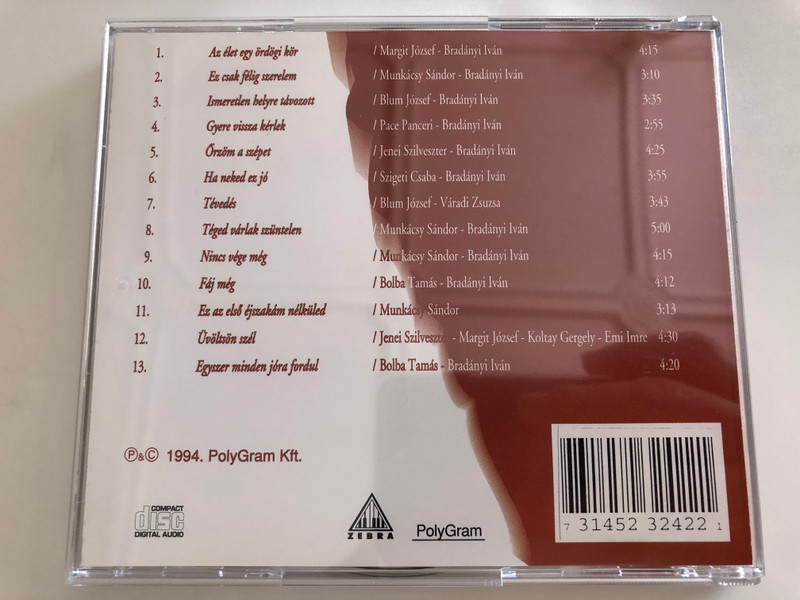 1. Az élet egy ördögi kör / Margit József - Bradányi Iván 4:15
2. Ez csak félig szerelem / Munkácsy Sándor - Bradányi Iván 3:10
3. Ismeretlen helyre távozott / Blum József - Bradányi Iván 3:35
4. Gyere vissza kérlek / Pace Panceri - Bradányi Iván 2:55
5. Őrzöm a szépet / Jenei Szilveszter - Bradányi Iván 4:25
6. Ha neked ez jó / Szigeti Csaba - Bradányi Iván 3:55
7. Tévedés / Blum József - Váradi Zsuzsa 3:43
8. Téged várlak szüntelen / Munkácsy Sándor - Bradányi Iván 5:00
9. Nincs vége még / Munkácsy Sándor - Bradányi Iván 4:15
10. Fáj még / Bolba Tamás - Bradányi Iván 4:12
11. Ez az első éjszakám nélküled / Munkácsy Sándor 3:13
12. Üvöltsön szél / Jenei Szilveszter - Margit József - Koltay Gergely - Emi Imre 4:30
13. Egyszer minden jóra fordul / Bolba Tamás - Bradányi Iván 4:20
℗&© 1994. PolyGram Kft.
COMPACT
disc
DIGITAL AUDIO
ZEBRA
PolyGram
7 31452 32422 1